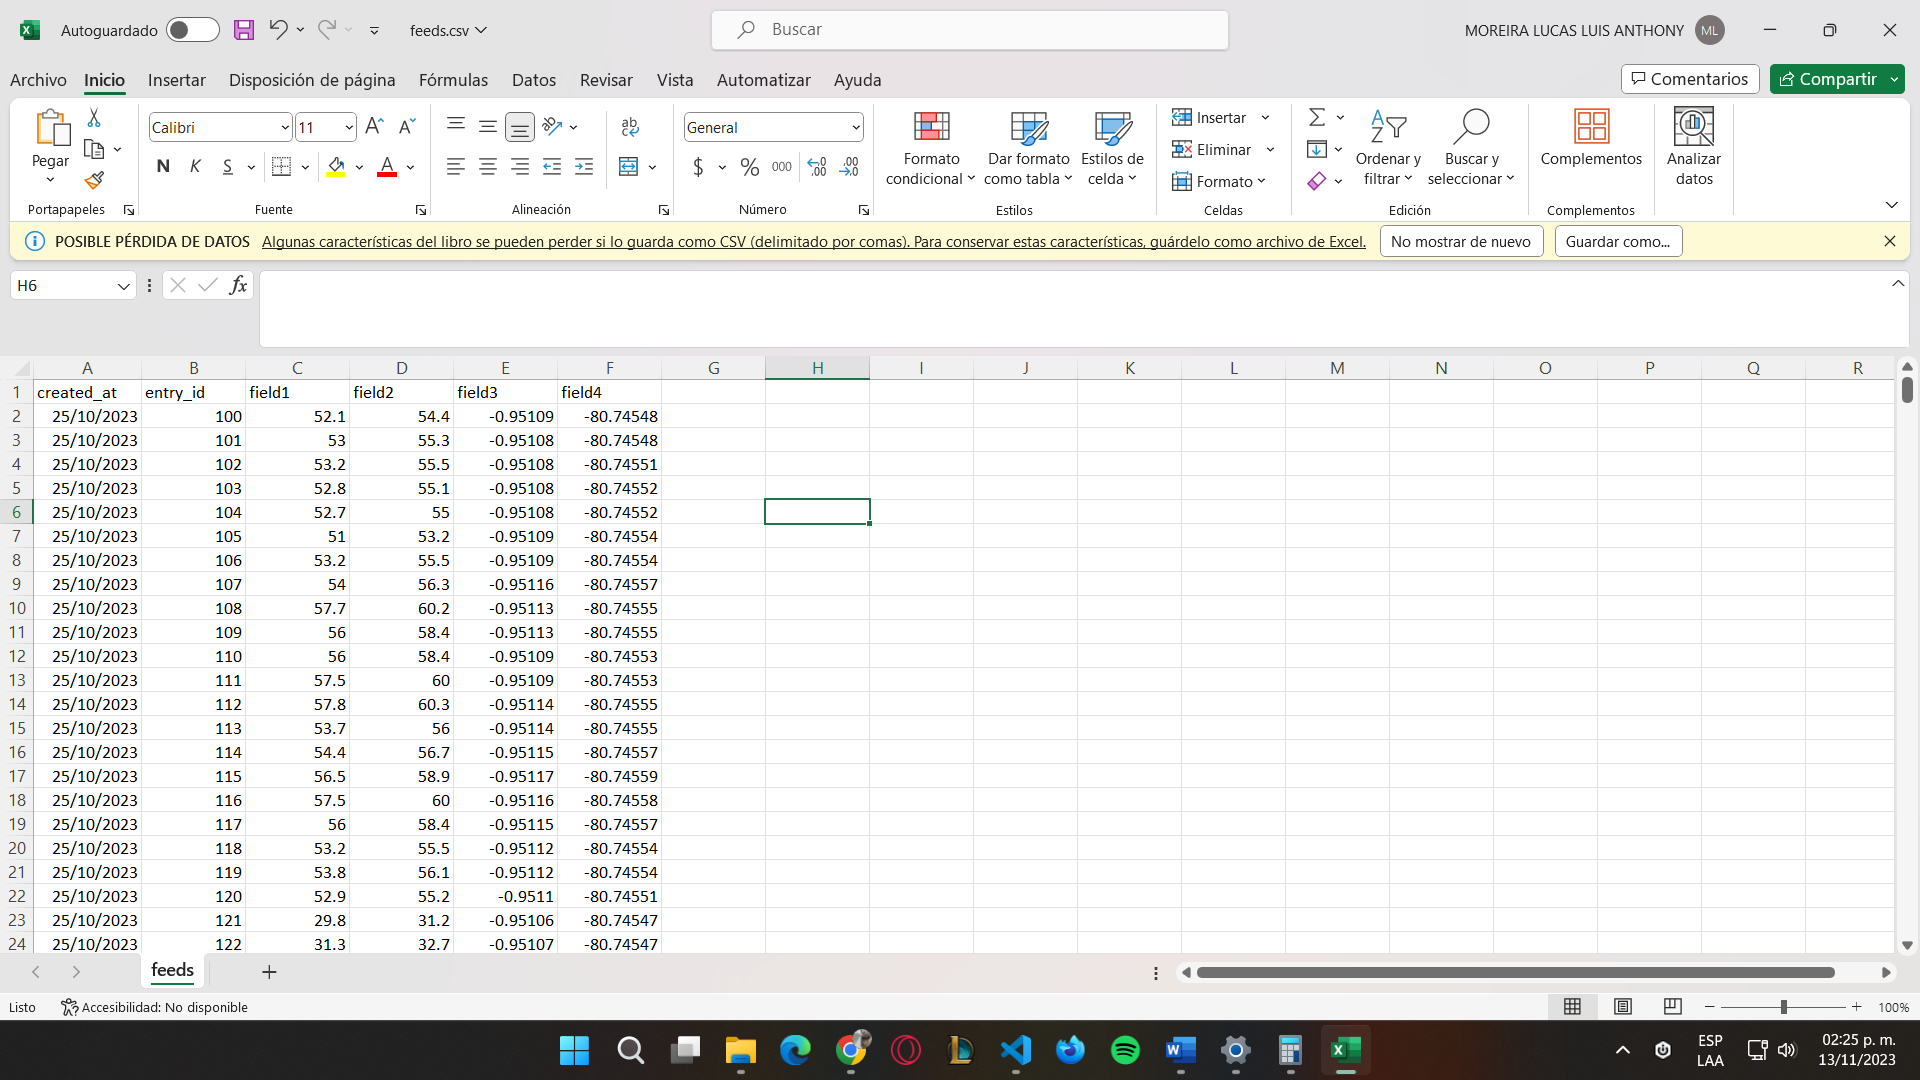 Autoguardado feeds.csv Buscar MOREIRA LUCAS LUIS ANTHONY ML
Archivo Inicio Insertar Disposición de página Fórmulas Datos Revisar Vista Automatizar Ayuda Comentarios Compartir
Pegar
Portapapeles
Calibri 11
N K S
Fuente
Alineación
General
$ % 000
Número
Formato condicional
Dar formato como tabla
Estilos de celda
Estilos
Insertar
Eliminar
Formato
Celdas
Ordenar y filtrar
Buscar y seleccionar
Edición
Complementos
Complementos
Analizar datos
POSIBLE PÉRDIDA DE DATOS Algunas características del libro se pueden perder si lo guarda como CSV (delimitado por comas). Para conservar estas características, guárdelo como archivo de Excel. No mostrar de nuevo Guardar como...
H6 fx
A B C D E F G H I J K L M N O P Q R
1 created_at entry_id field1 field2 field3 field4
2 25/10/2023 100 52.1 54.4 -0.95109 -80.74548
3 25/10/2023 101 53 55.3 -0.95108 -80.74548
4 25/10/2023 102 53.2 55.5 -0.95108 -80.74551
5 25/10/2023 103 52.8 55.1 -0.95108 -80.74552
6 25/10/2023 104 52.7 55 -0.95108 -80.74552
7 25/10/2023 105 51 53.2 -0.95109 -80.74554
8 25/10/2023 106 53.2 55.5 -0.95109 -80.74554
9 25/10/2023 107 54 56.3 -0.95116 -80.74557
10 25/10/2023 108 57.7 60.2 -0.95113 -80.74555
11 25/10/2023 109 56 58.4 -0.95113 -80.74555
12 25/10/2023 110 56 58.4 -0.95109 -80.74553
13 25/10/2023 111 57.5 60 -0.95109 -80.74553
14 25/10/2023 112 57.8 60.3 -0.95114 -80.74555
15 25/10/2023 113 53.7 56 -0.95114 -80.74555
16 25/10/2023 114 54.4 56.7 -0.95115 -80.74557
17 25/10/2023 115 56.5 58.9 -0.95117 -80.74559
18 25/10/2023 116 57.5 60 -0.95116 -80.74558
19 25/10/2023 117 56 58.4 -0.95115 -80.74557
20 25/10/2023 118 53.2 55.5 -0.95112 -80.74554
21 25/10/2023 119 53.8 56.1 -0.95112 -80.74554
22 25/10/2023 120 52.9 55.2 -0.9511 -80.74551
23 25/10/2023 121 29.8 31.2 -0.95106 -80.74547
24 25/10/2023 122 31.3 32.7 -0.95107 -80.74547
feeds
Listo Accesibilidad: No disponible 100%
ESP LAA
02:25 p. m.
13/11/2023